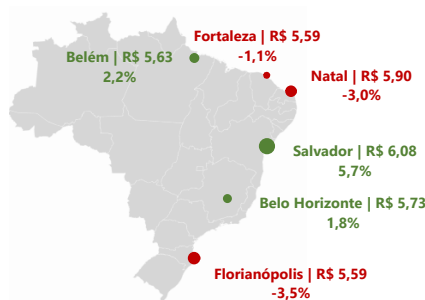 Fortaleza | R$ 5,59
-1,1%
Belém | R$ 5,63
2,2%
Natal | R$ 5,90
-3,0%
Salvador | R$ 6,08
5,7%
Belo Horizonte | R$ 5,73
1,8%
Florianópolis | R$ 5,59
-3,5%